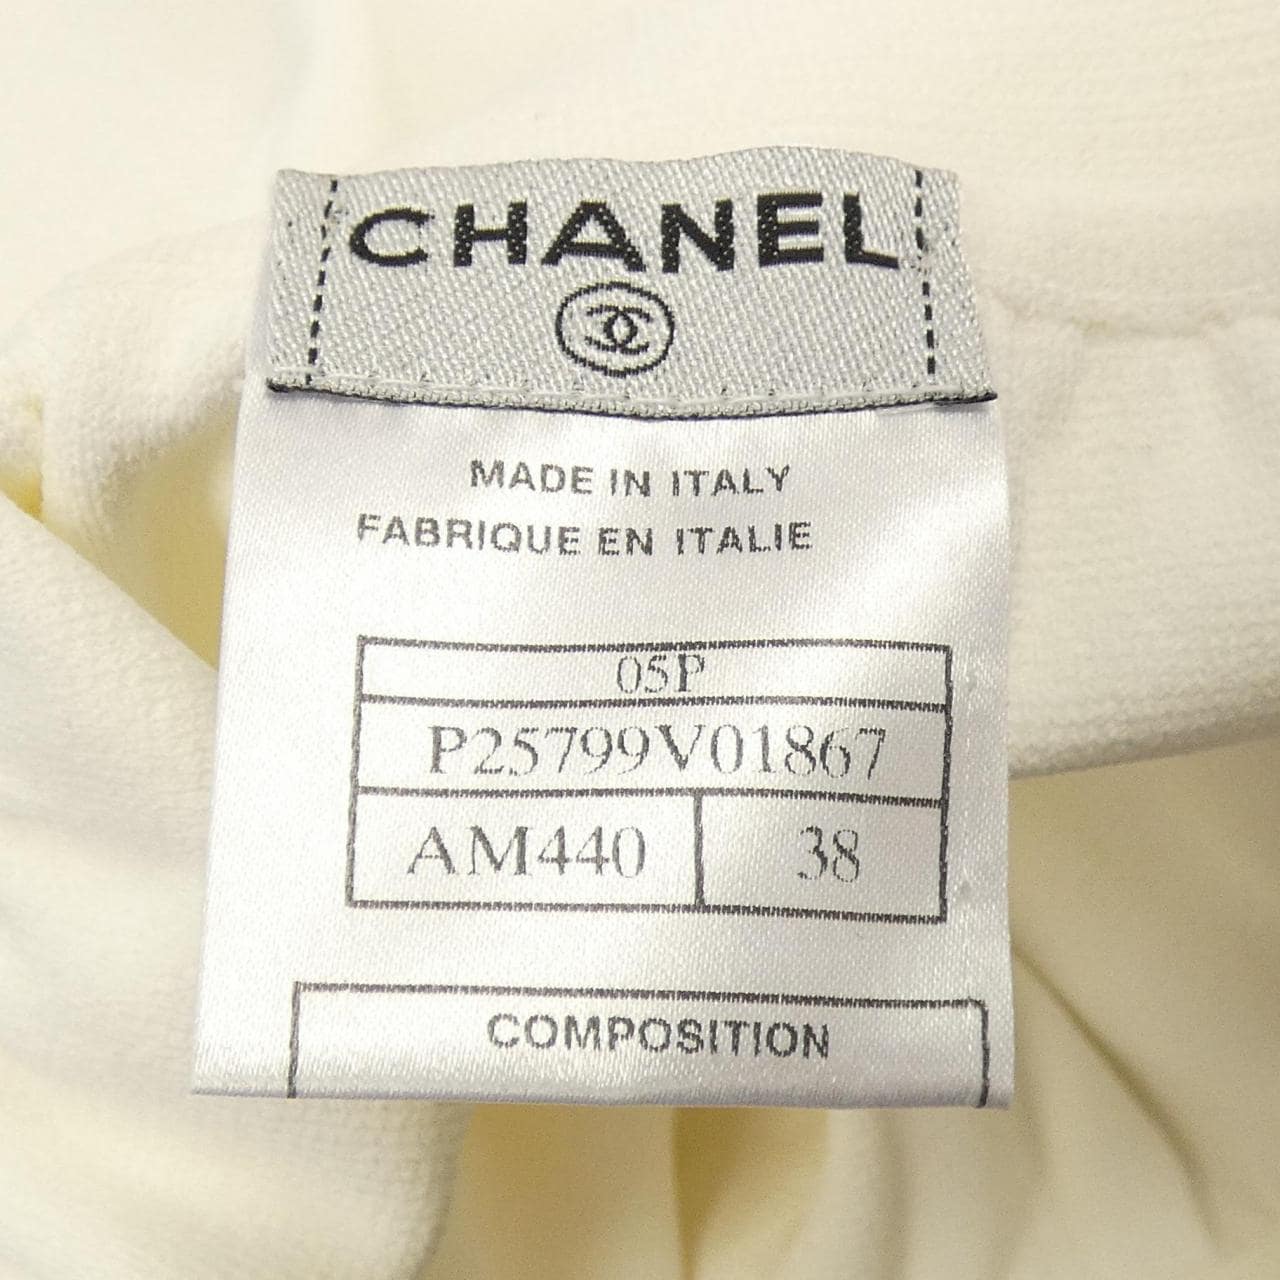 CHANEL
MADE IN ITALY
FABRIQUE EN ITALIE
05P
P25799V01867
AM440 38
COMPOSITION